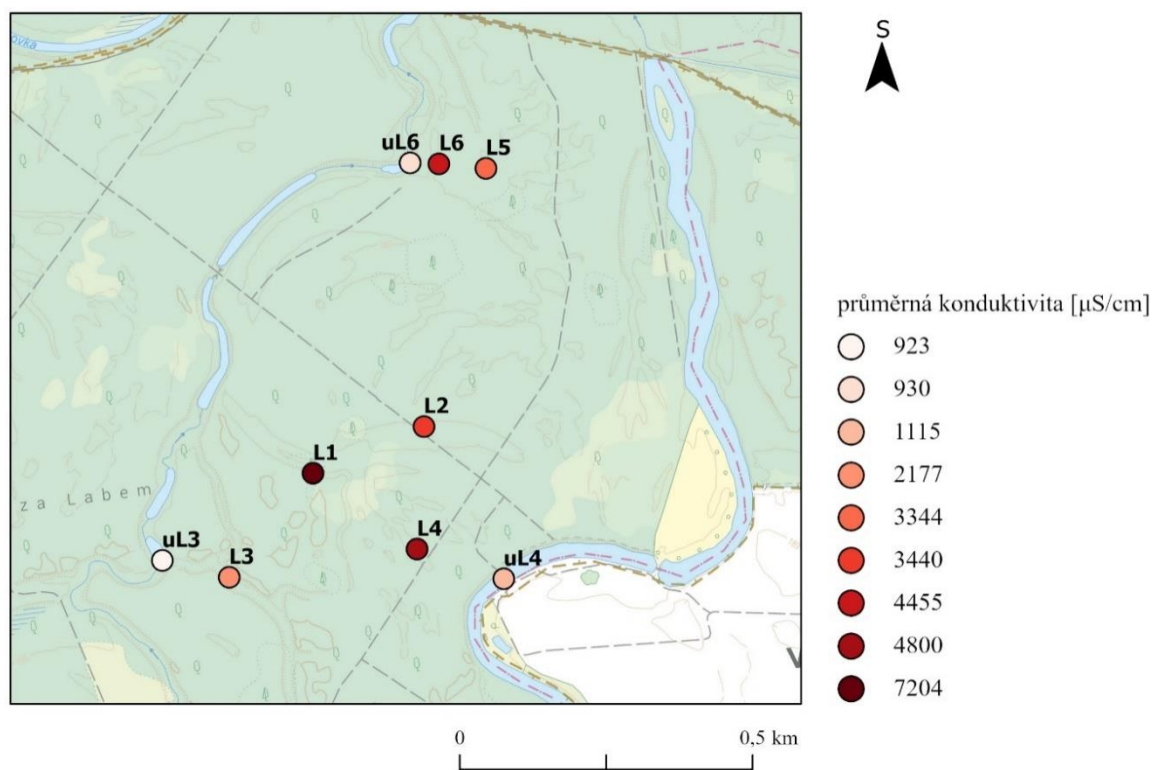 S
uL6 L6 L5
průměrná konduktivita [µS/cm]
923
930
1115
2177
3344
3440
4455
4800
7204
L2
L1
za Labem
L4
uL3
L3
uL4
0
0,5 km